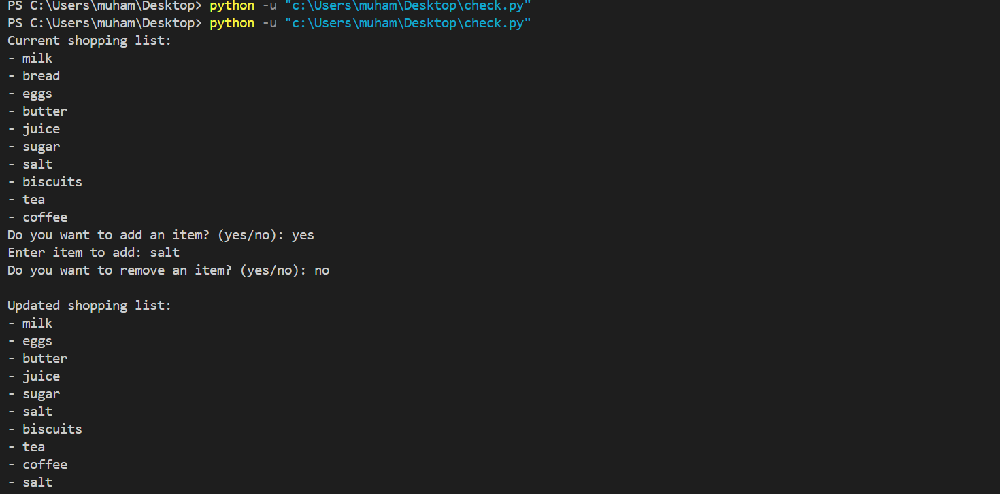 PS C:\Users\muham\Desktop> python -u "c:\Users\muham\Desktop\check.py"
PS C:\Users\muham\Desktop> python -u "c:\Users\muham\Desktop\check.py"
Current shopping list:
- milk
- bread
- eggs
- butter
- juice
- sugar
- salt
- biscuits
- tea
- coffee
Do you want to add an item? (yes/no): yes
Enter item to add: salt
Do you want to remove an item? (yes/no): no
Updated shopping list:
- milk
- eggs
- butter
- juice
- sugar
- salt
- biscuits
- tea
- coffee
- salt